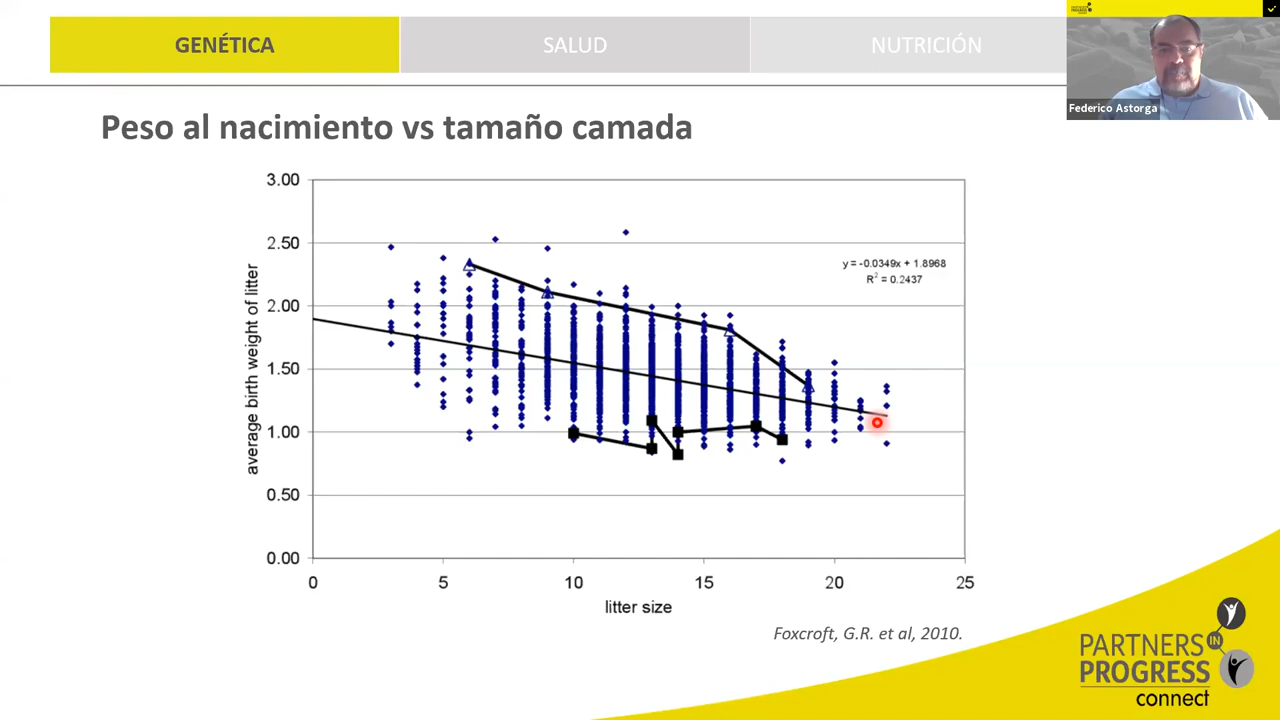 GENÉTICA
SALUD
NUTRICIÓN
PARTNERS
PROGRESS
Federico Astorga
Peso al nacimiento vs tamaño camada
3.00
2.50
2.00
1.50
1.00
0.50
0.00
average birth weight of litter
y = -0.0349x + 1.8968
R² = 0.2437
0
5
10
15
20
25
litter size
Foxcroft, G.R. et al, 2010.
PARTNERS
IN
PROGRESS
connect